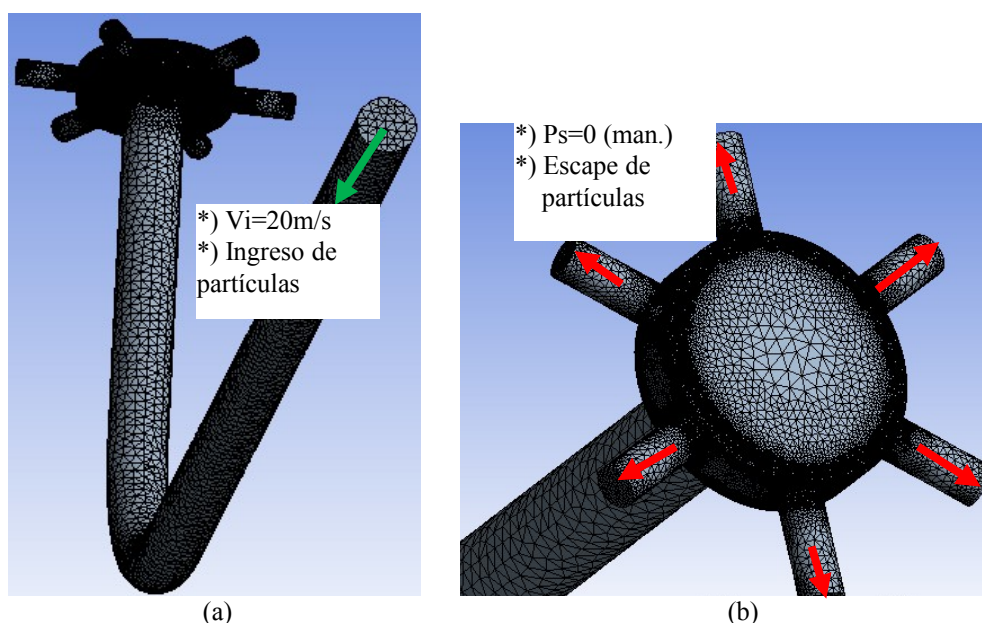 *) Vi=20m/s
*) Ingreso de
partículas
*) Ps=0 (man.)
*) Escape de
partículas
(a)
(b)